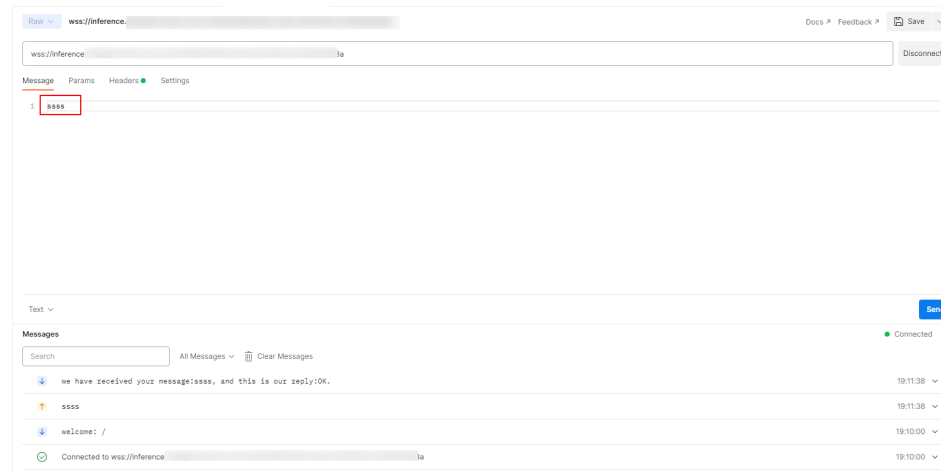 Raw wss://inference. Docs Feedback Save
wss://inference 3a Disconnect
Message Params Headers Settings
1 ssss
Text Sen
Messages Connected
Search All Messages Clear Messages
we have received your message:ssss, and this is our reply:OK. 19:11:38
ssss 19:11:38
welcome: / 19:10:00
Connected to wss://inference 19:10:00